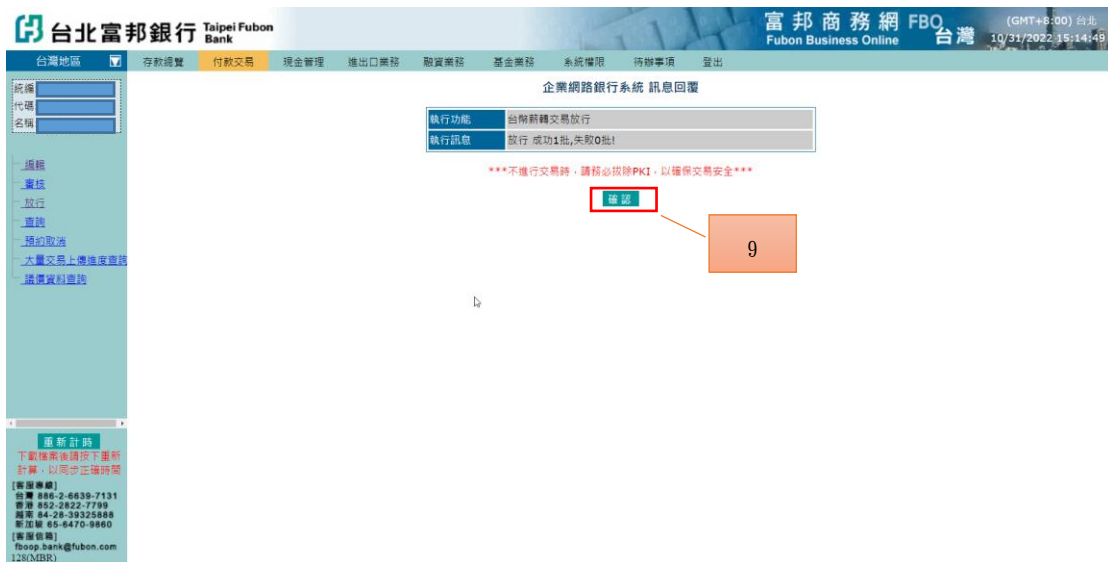 台北富邦銀行 Taipei Fubon Bank
富邦商務網 FBO 台灣
Fubon Business Online
(GMT+8:00) 台北
10/31/2022 15:14:49
台灣地區
存款總覽 付款交易 現金管理 進出口業務 融資業務 基金業務 系統權限 待辦事項 登出
統編
代碼
名稱
企業網路銀行系統 訊息回覆
執行功能 台幣薪轉交易放行
執行訊息 放行 成功1批,失敗0批!
***不進行交易時，請務必拔除PKI，以確保交易安全***
確認
9
編輯
審核
放行
查詢
預約取消
大量交易上傳進度查詢
議價資料查詢
重新計時
下載檔案後請按下重新
計算，以同步正確時間
[客服專線]
台灣 886-2-6639-7131
香港 852-2822-7799
越南 84-28-39325888
新加坡 65-6470-9860
[客服信箱]
fboop.bank@fubon.com
128(MBR)